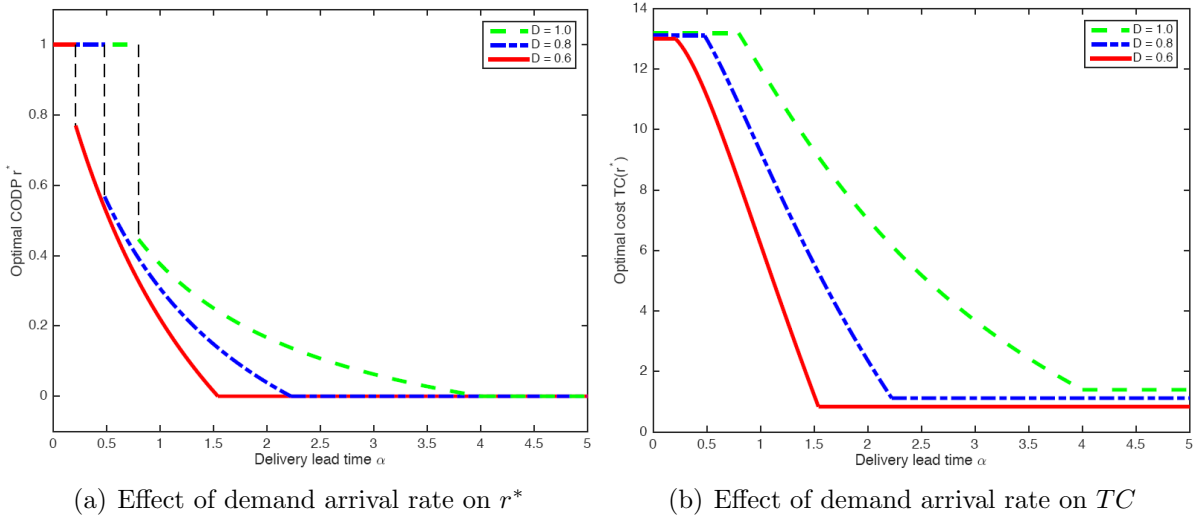 D = 1.0
D = 0.8
D = 0.6
1
0.8
0.6
0.4
0.2
0
Optimal CODP r*
0 0.5 1 1.5 2 2.5 3 3.5 4 4.5 5
Delivery lead time α
D = 1.0
D = 0.8
D = 0.6
14
12
10
8
6
4
2
0
Optimal cost TC(r*)
0 0.5 1 1.5 2 2.5 3 3.5 4 4.5 5
Delivery lead time α
(a) Effect of demand arrival rate on r*
(b) Effect of demand arrival rate on TC